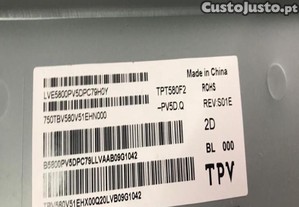 CustoJusto.pt
Made in China
LVE5800PV5DPC79H0Y
TPT580F2
ROHS
-PV5D.Q
REV:S01E
750TBV580V51EHN000
2D
BL 000
B5800PV5DPC79LLVAAB09G1042
TPV
TPV580V51EHX00Q20LVB09G1042